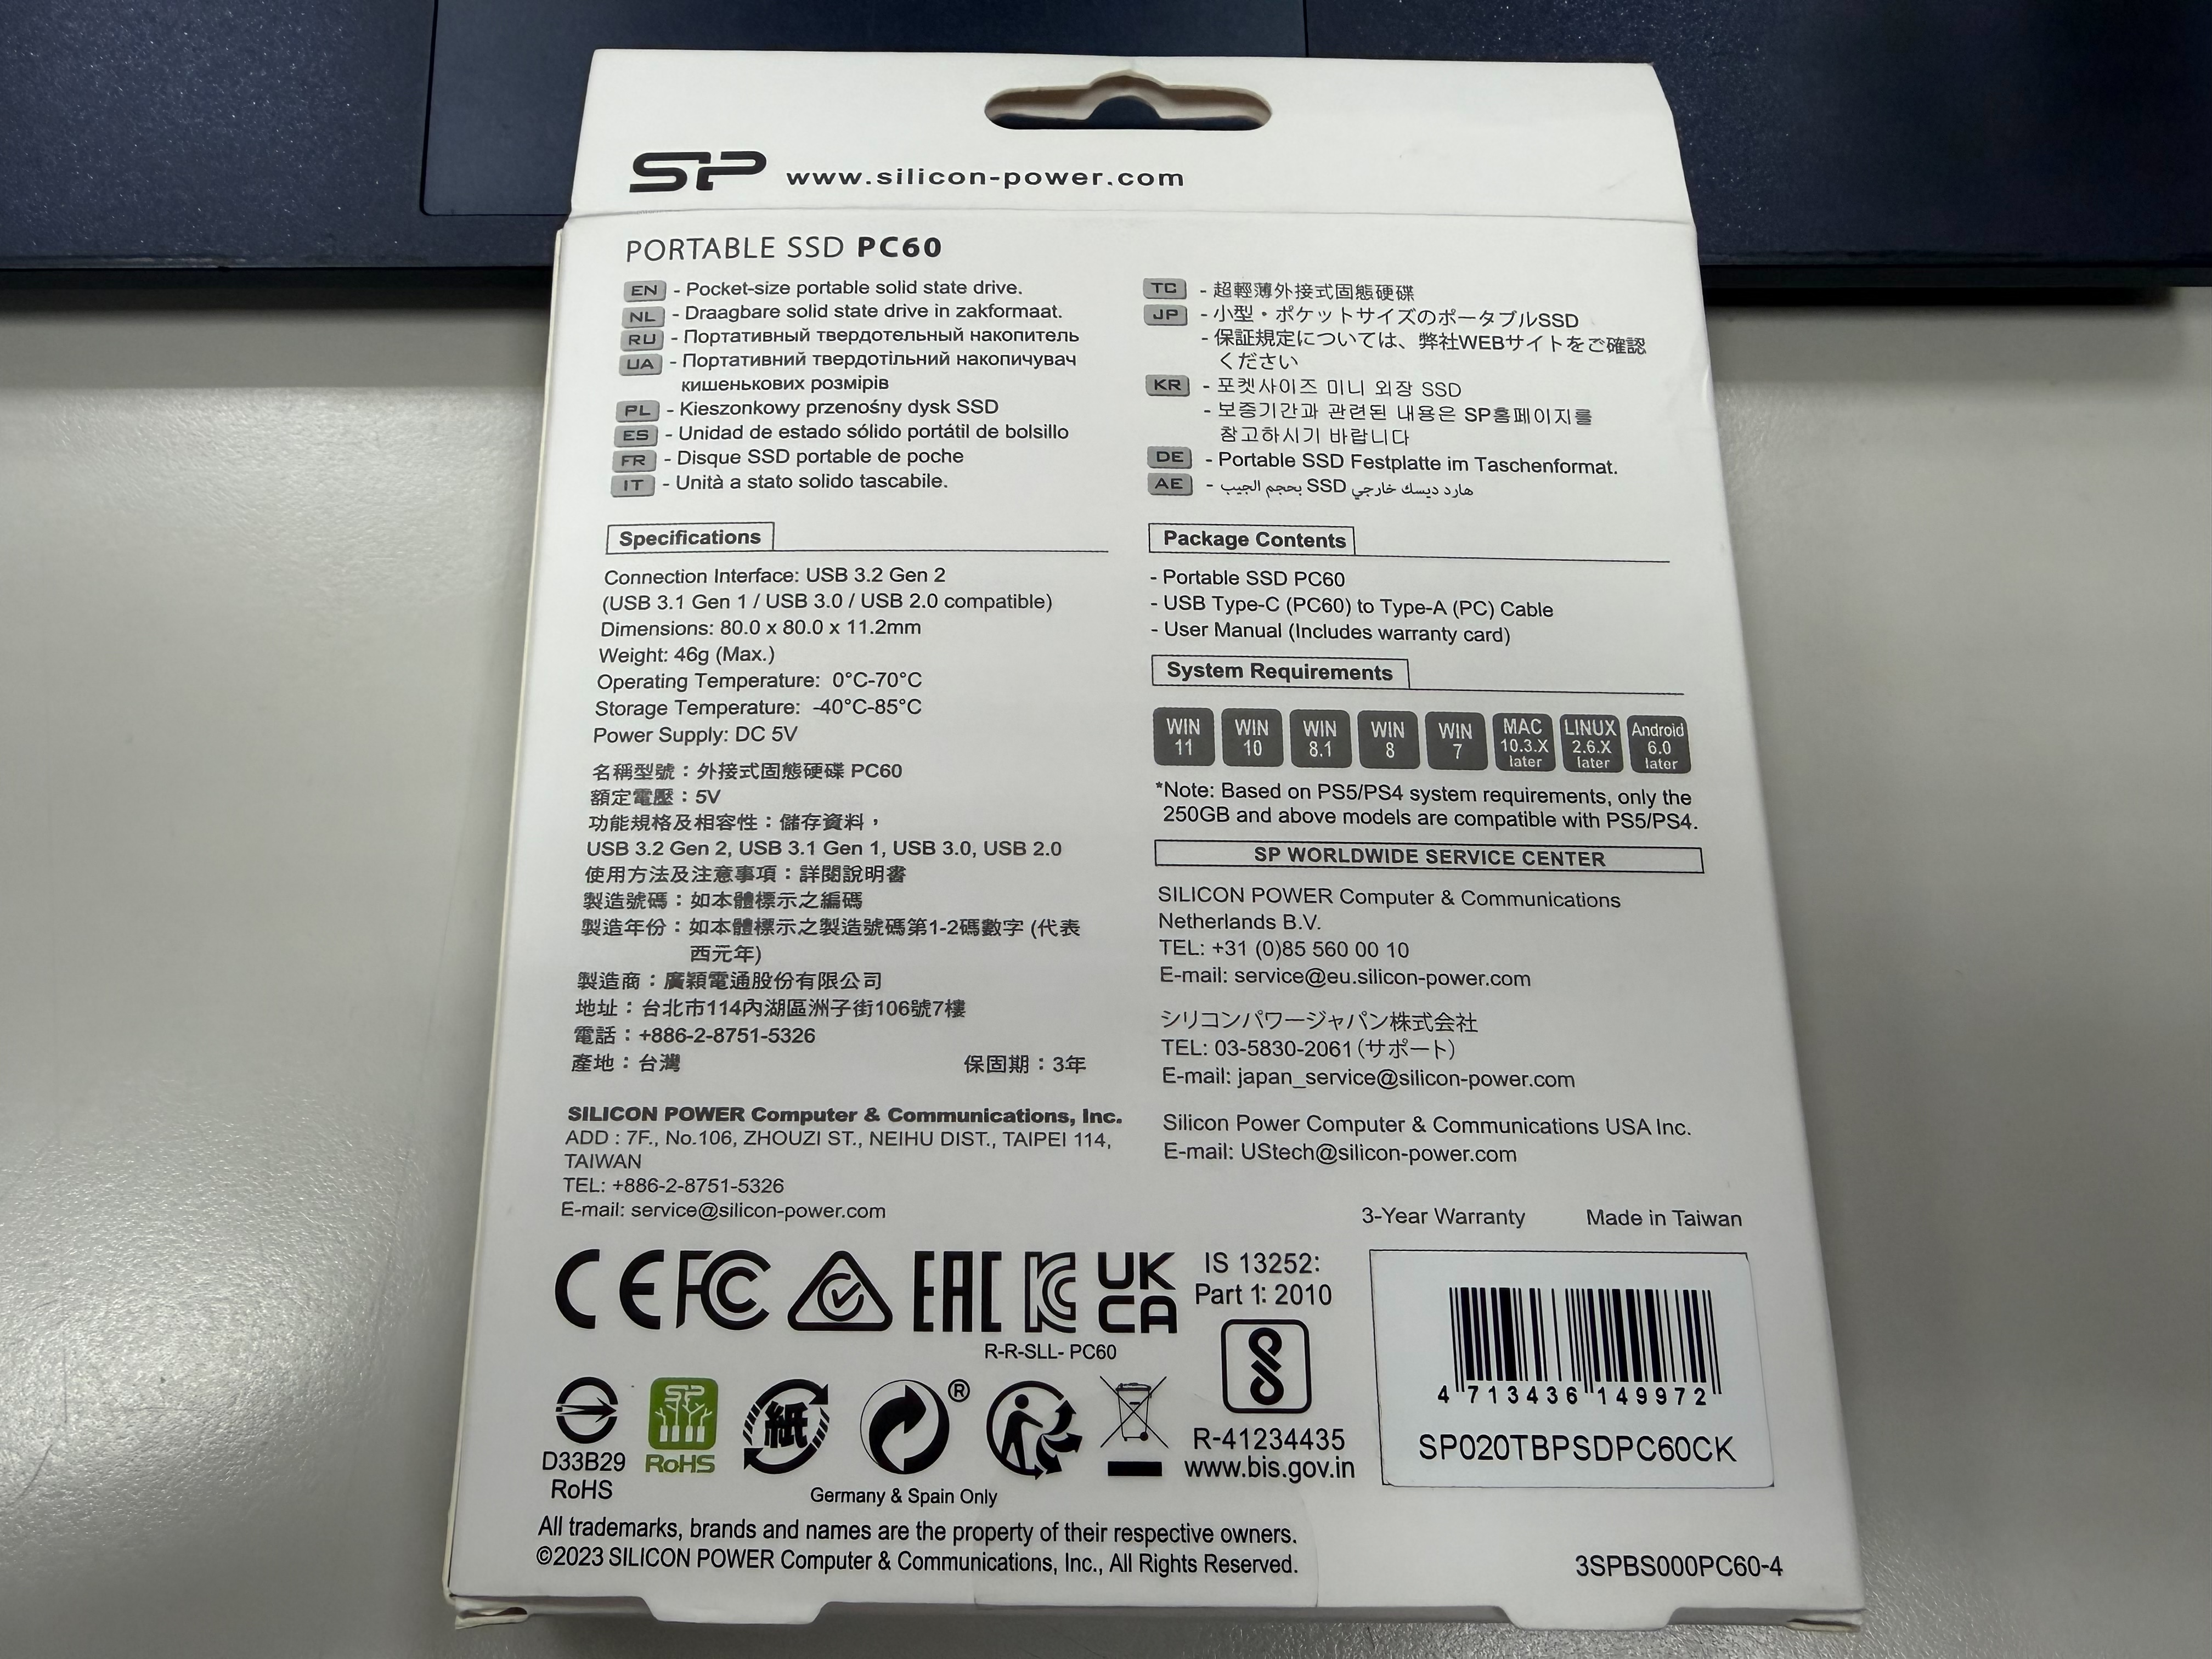 SP www.silicon-power.com
PORTABLE SSD PC60
EN - Pocket-size portable solid state drive.
NL - Draagbare solid state drive in zakformaat.
RU - Портативный твердотельный накопитель
UA - Портативний твердотільний накопичувач
кишенькових розмірів
PL - Kieszonkowy przenośny dysk SSD
ES - Unidad de estado sólido portátil de bolsillo
FR - Disque SSD portable de poche
IT - Unità a stato solido tascabile.
TC - 超輕薄外接式固態硬碟
JP - 小型・ポケットサイズのポータブルSSD
- 保証規定については、弊社WEBサイトをご確認
ください
KR - 포켓사이즈 미니 외장 SSD
- 보증기간과 관련된 내용은 SP홈페이지를
참고하시기 바랍니다
DE - Portable SSD Festplatte im Taschenformat.
AE - هارد ديسك خارجي SSD بحجم الجيب
Specifications
Connection Interface: USB 3.2 Gen 2
(USB 3.1 Gen 1 / USB 3.0 / USB 2.0 compatible)
Dimensions: 80.0 x 80.0 x 11.2mm
Weight: 46g (Max.)
Operating Temperature: 0°C-70°C
Storage Temperature: -40°C-85°C
Power Supply: DC 5V
名稱型號：外接式固態硬碟 PC60
額定電壓：5V
功能規格及相容性：儲存資料，
USB 3.2 Gen 2, USB 3.1 Gen 1, USB 3.0, USB 2.0
使用方法及注意事項：詳閱說明書
製造號碼：如本體標示之編碼
製造年份：如本體標示之製造號碼第1-2碼數字 (代表
西元年)
製造商：廣穎電通股份有限公司
地址：台北市114內湖區洲子街106號7樓
電話：+886-2-8751-5326
產地：台灣 保固期：3年
SILICON POWER Computer & Communications, Inc.
ADD : 7F., No.106, ZHOUZI ST., NEIHU DIST., TAIPEI 114,
TAIWAN
TEL: +886-2-8751-5326
E-mail: service@silicon-power.com
Package Contents
- Portable SSD PC60
- USB Type-C (PC60) to Type-A (PC) Cable
- User Manual (Includes warranty card)
System Requirements
WIN 11
WIN 10
WIN 8.1
WIN 8
WIN 7
MAC 10.3.X later
LINUX 2.6.X later
Android 6.0 later
*Note: Based on PS5/PS4 system requirements, only the
250GB and above models are compatible with PS5/PS4.
SP WORLDWIDE SERVICE CENTER
SILICON POWER Computer & Communications
Netherlands B.V.
TEL: +31 (0)85 560 00 10
E-mail: service@eu.silicon-power.com
シリコンパワージャパン株式会社
TEL: 03-5830-2061（サポート）
E-mail: japan_service@silicon-power.com
Silicon Power Computer & Communications USA Inc.
E-mail: UStech@silicon-power.com
3-Year Warranty Made in Taiwan
CE FC EAC KC UK CA
R-R-SLL- PC60
IS 13252:
Part 1: 2010
R-41234435
www.bis.gov.in
D33B29
RoHS
SP
RoHS
紙
®
Germany & Spain Only
4 713436 149972
SP020TBPSDPC60CK
All trademarks, brands and names are the property of their respective owners.
©2023 SILICON POWER Computer & Communications, Inc., All Rights Reserved.
3SPBS000PC60-4